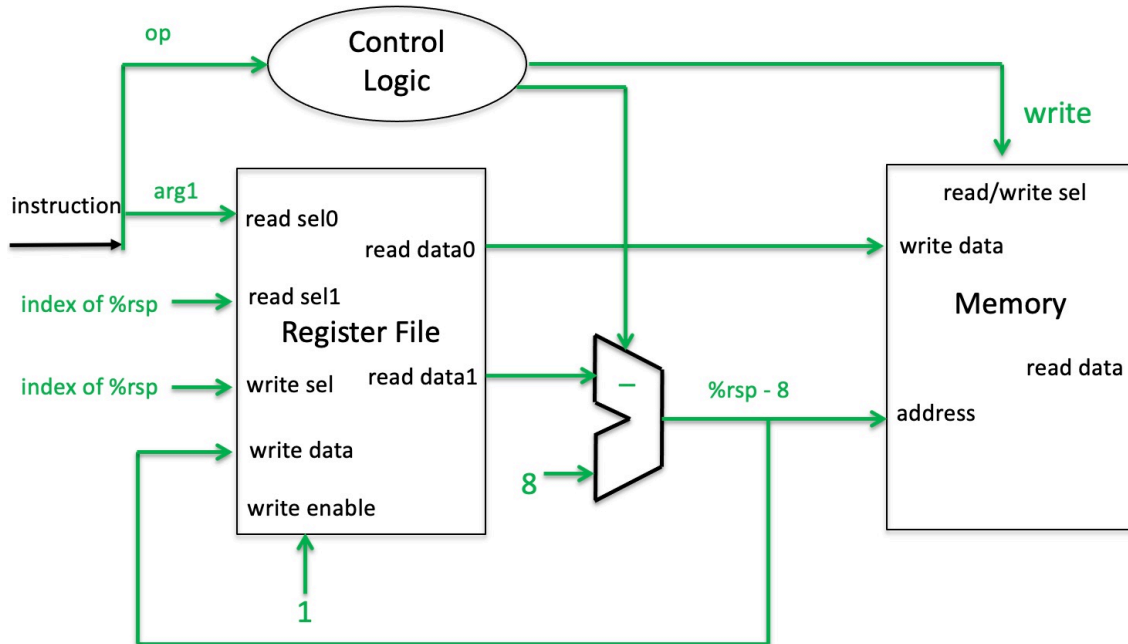 op
Control
Logic
write
instruction
arg1
read sel0
read data0
read/write sel
write data
index of %rsp
read sel1
Register File
Memory
index of %rsp
write sel
read data1
–
%rsp - 8
read data
address
write data
8
write enable
1